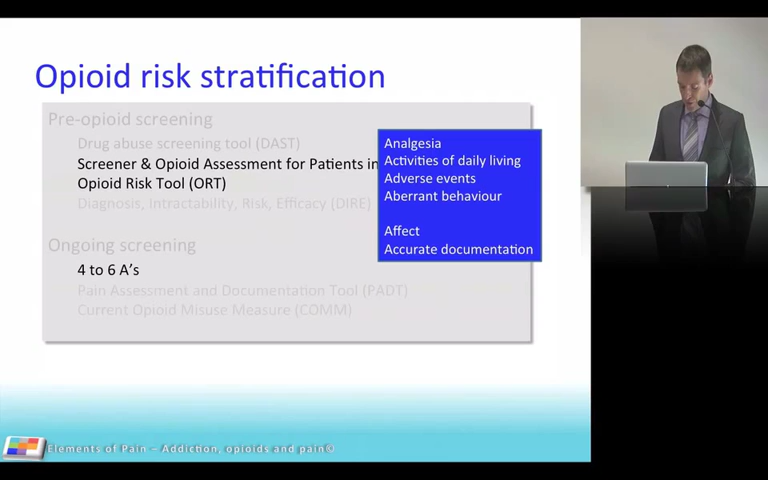 Opioid risk stratification
Pre-opioid screening
Drug abuse screening tool (DAST)
Screener & Opioid Assessment for Patients in
Opioid Risk Tool (ORT)
Diagnosis, Intractability, Risk, Efficacy (DIRE)
Analgesia
Activities of daily living
Adverse events
Aberrant behaviour
Affect
Accurate documentation
Ongoing screening
4 to 6 A’s
Pain Assessment and Documentation Tool (PADT)
Current Opioid Misuse Measure (COMM)
Elements of Pain – Addiction, opioids and pain©